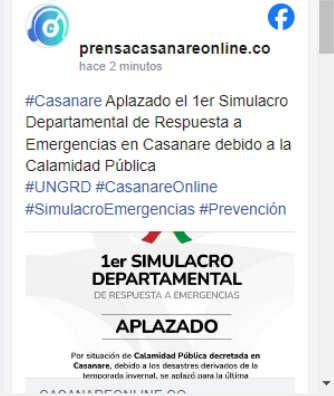 prensacasanareonline.co
hace 2 minutos
#Casanare Aplazado el 1er Simulacro
Departamental de Respuesta a
Emergencias en Casanare debido a la
Calamidad Pública
#UNGRD #CasanareOnline
#SimulacroEmergencias #Prevención
1er SIMULACRO
DEPARTAMENTAL
DE RESPUESTA A EMERGENCIAS
APLAZADO
Por situación de Calamidad Pública decretada en
Casanare, debido a los desastres derivados de la
temporada invernal, se aplazó para la última
CASANAREONLINE.CO